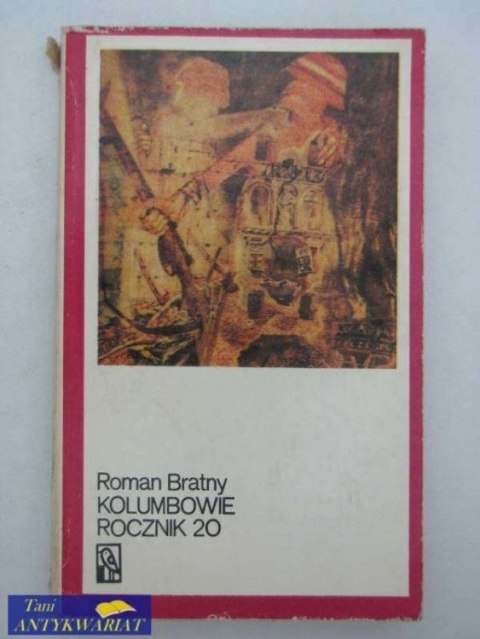 Roman Bratny
KOLUMBOWIE
ROCZNIK 20
Tani
ANTYKWARIAT